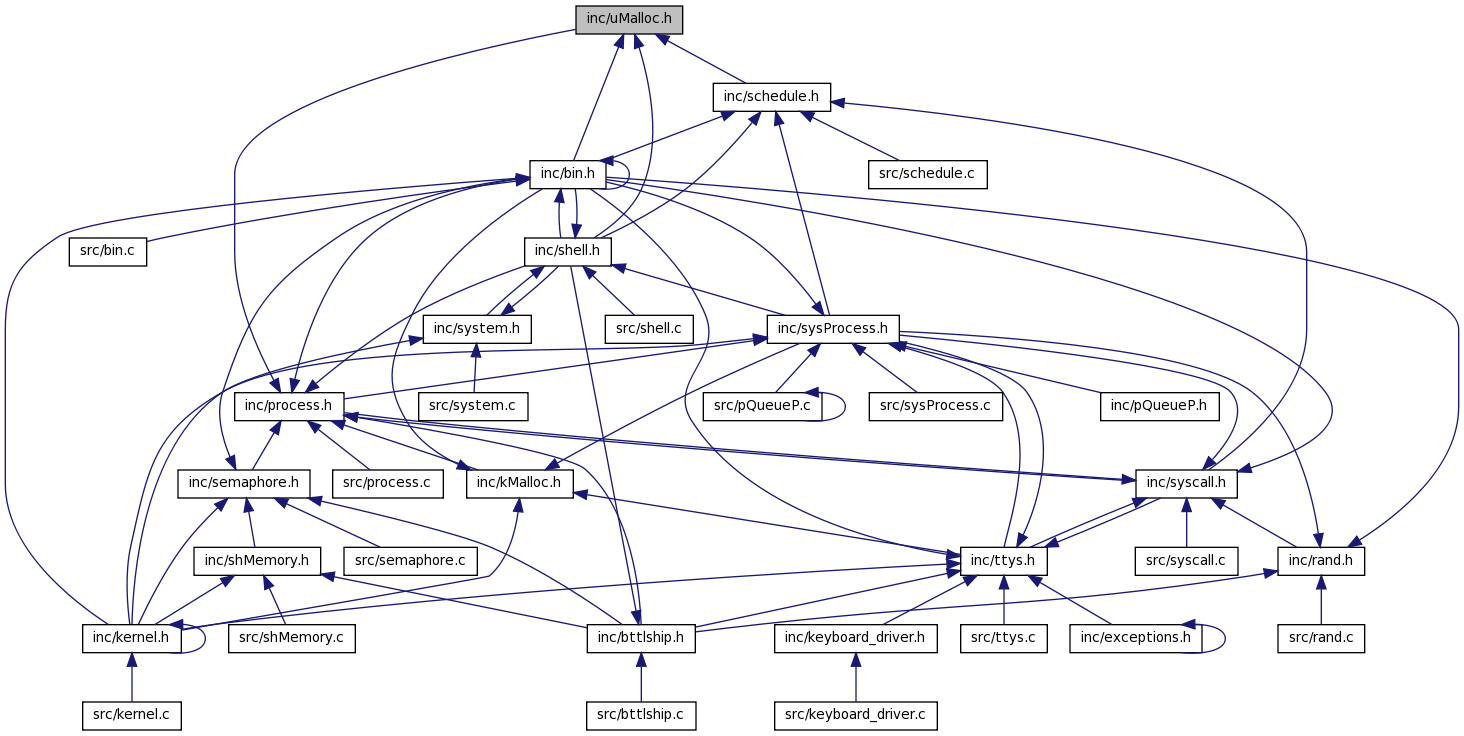 inc/uMalloc.h
inc/schedule.h
inc/bin.h
src/schedule.c
src/bin.c
inc/shell.h
inc/system.h
src/shell.c
inc/sysProcess.h
inc/process.h
src/system.c
src/pQueueP.c
src/sysProcess.c
inc/pQueueP.h
inc/semaphore.h
src/process.c
inc/kMalloc.h
inc/syscall.h
inc/shMemory.h
src/semaphore.c
inc/ttys.h
src/syscall.c
inc/rand.h
inc/kernel.h
src/shMemory.c
inc/bttlship.h
inc/keyboard_driver.h
src/ttys.c
inc/exceptions.h
src/rand.c
src/kernel.c
src/bttlship.c
src/keyboard_driver.c